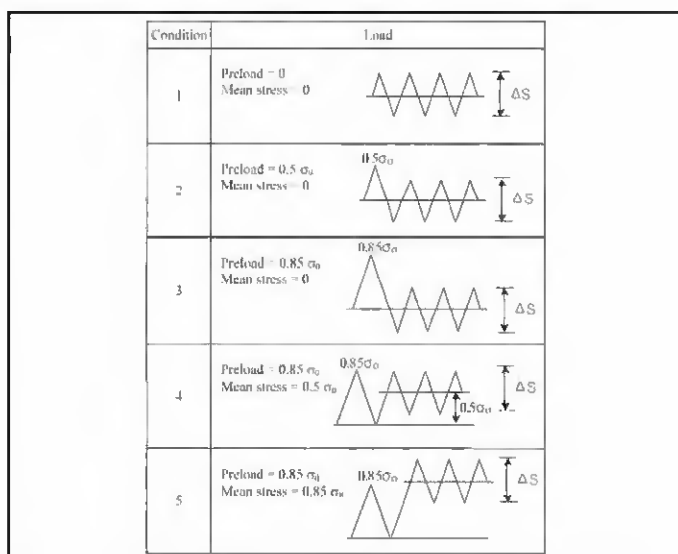 Condition Load
1
Preload = 0
Mean stress = 0
ΔS
2
Preload = 0.5 σ₀
Mean stress = 0
0.5σ₀
ΔS
3
Preload = 0.85 σ₀
Mean stress = 0
0.85σ₀
ΔS
4
Preload = 0.85 σ₀
Mean stress = 0.5 σ₀
0.85σ₀
0.5σ₀
ΔS
5
Preload = 0.85 σ₀
Mean stress = 0.85 σ₀
0.85σ₀
ΔS